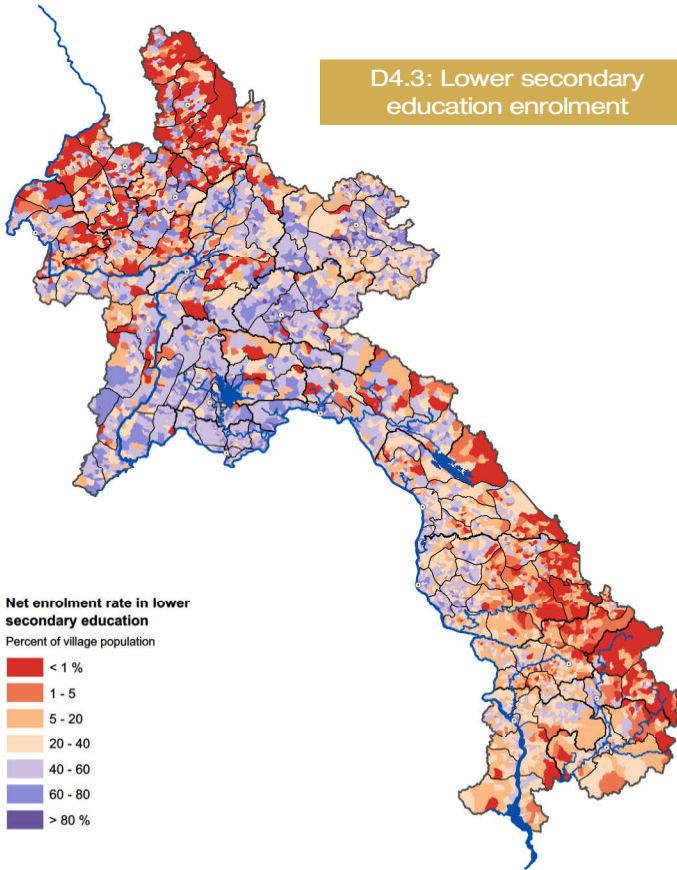 D4.3: Lower secondary
education enrolment
Net enrolment rate in lower
secondary education
Percent of village population
< 1 %
1 - 5
5 - 20
20 - 40
40 - 60
60 - 80
> 80 %